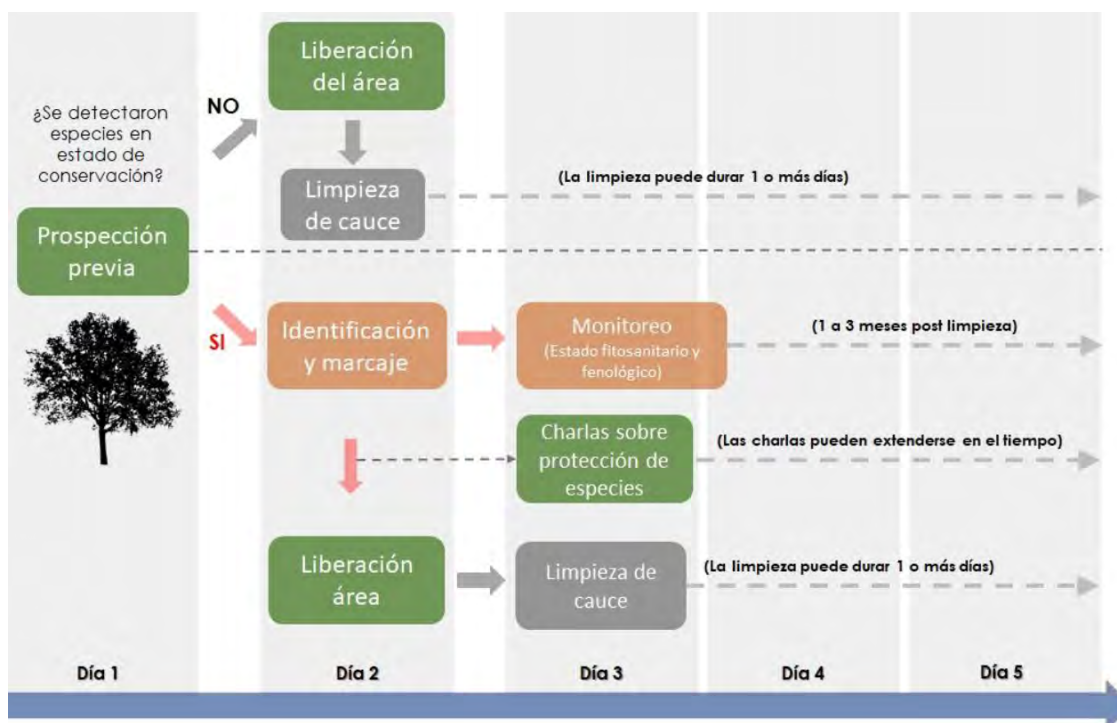 ¿Se detectaron
especies en
estado de
conservación?
Prospección
previa
NO
SI
Liberación
del área
Limpieza
de cauce
(La limpieza puede durar 1 o más días)
Identificación
y marcaje
Monitoreo
(Estado fitosanitario y
fenológico)
(1 a 3 meses post limpieza)
Charlas sobre
protección de
especies
(Las charlas pueden extenderse en el tiempo)
Liberación
área
Limpieza de
cauce
(La limpieza puede durar 1 o más días)
Día 1
Día 2
Día 3
Día 4
Día 5